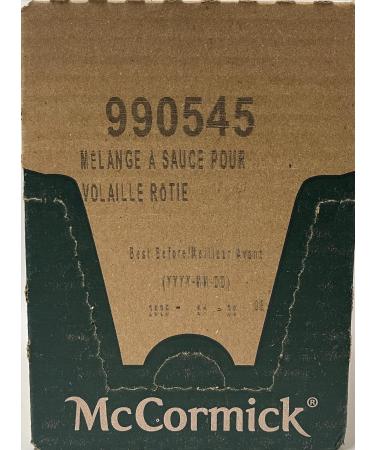 990545
MELANGE A SAUCE POUR
VOLAILLE ROTIE
Best Before/Meilleur Avant
(YYYY-MM-DD)
McCormick®